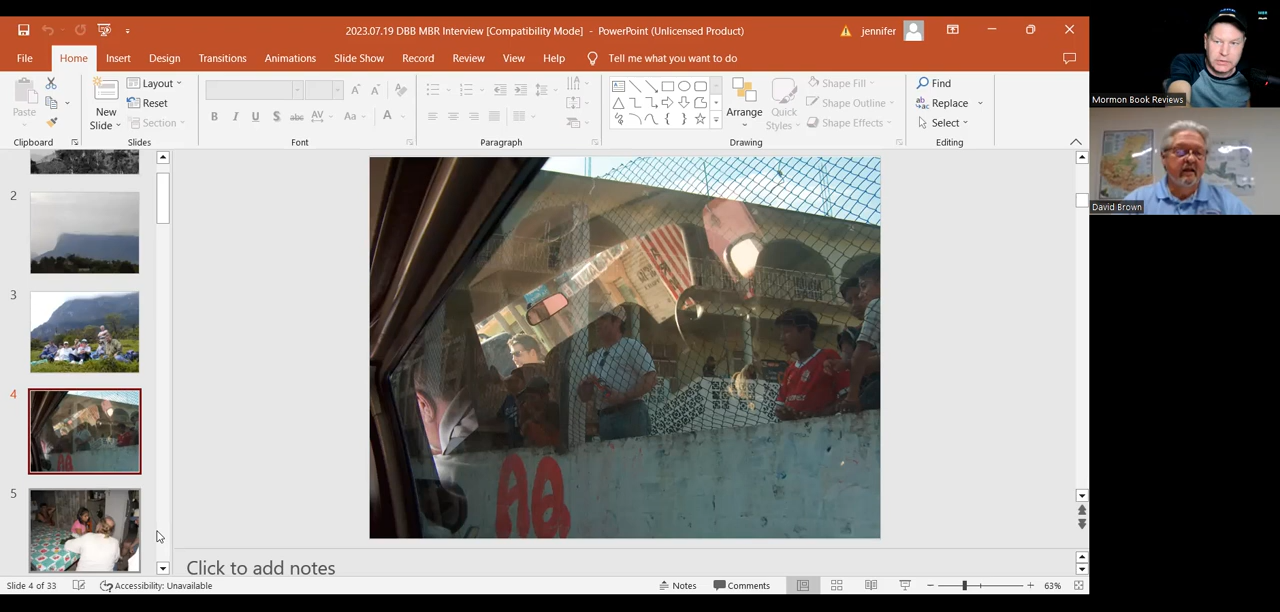 2023.07.19 DBB MBR Interview [Compatibility Mode] - PowerPoint (Unlicensed Product)
jennifer
File Home Insert Design Transitions Animations Slide Show Record Review View Help Tell me what you want to do
Paste
New
Slide
Layout
Reset
Section
B I U S abc AV Aa A
Arrange
Quick
Styles
Shape Fill
Shape Outline
Shape Effects
Find
Replace
Select
Clipboard Slides Font Paragraph Drawing Editing
Mormon Book Reviews
David Brown
2
3
4
5
Click to add notes
Slide 4 of 33 Accessibility: Unavailable Notes Comments 63%